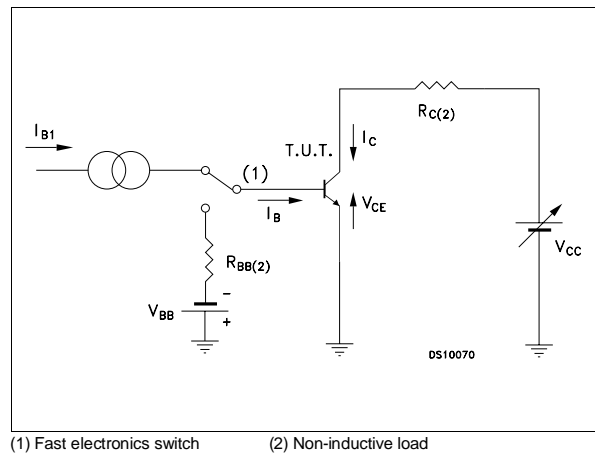 I_B1
(1)
I_B
T.U.T.
I_C
V_CE
R_C(2)
V_CC
R_BB(2)
V_BB
-
+
DS10070
(1) Fast electronics switch (2) Non-inductive load